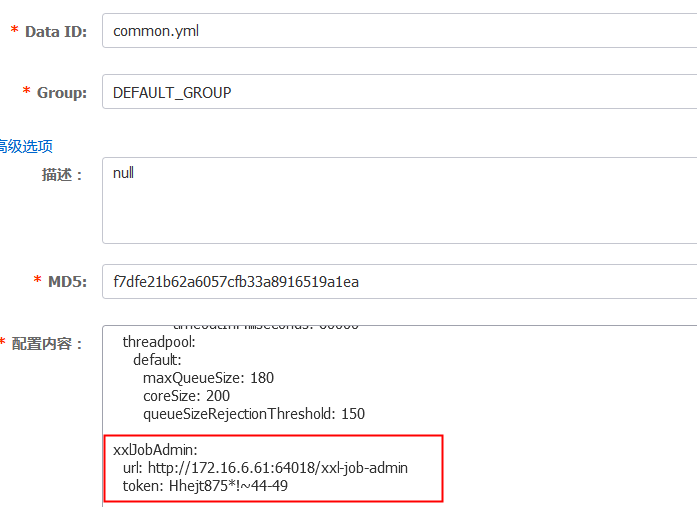 * Data ID: common.yml
* Group: DEFAULT_GROUP
高级选项
描述： null
* MD5: f7dfe21b62a6057cfb33a8916519a1ea
timeoutInMilliseconds: 60000
* 配置内容： threadpool:
default:
maxQueueSize: 180
coreSize: 200
queueSizeRejectionThreshold: 150
xxlJobAdmin:
url: http://172.16.6.61:64018/xxl-job-admin
token: Hhejt875*!~44-49